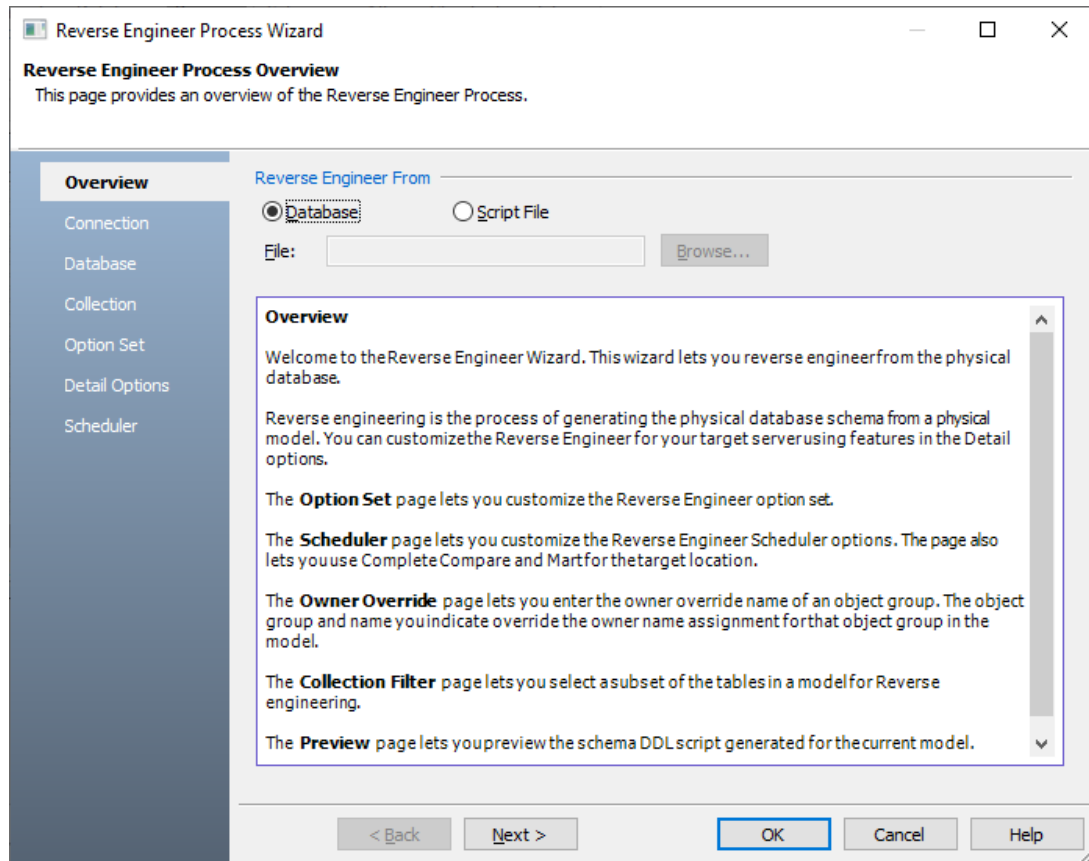 Reverse Engineer Process Wizard
Reverse Engineer Process Overview
This page provides an overview of the Reverse Engineer Process.
Overview
Connection
Database
Collection
Option Set
Detail Options
Scheduler
Reverse Engineer From
Database
Script File
File:
Browse...
Overview
Welcome to the Reverse Engineer Wizard. This wizard lets you reverse engineer from the physical
database.
Reverse engineering is the process of generating the physical database schema from a physical
model. You can customize the Reverse Engineer for your target server using features in the Detail
options.
The Option Set page lets you customize the Reverse Engineer option set.
The Scheduler page lets you customize the Reverse Engineer Scheduler options. The page also
lets you use Complete Compare and Mart for the target location.
The Owner Override page lets you enter the owner override name of an object group. The object
group and name you indicate override the owner name assignment for that object group in the
model.
The Collection Filter page lets you select a subset of the tables in a model for Reverse
engineering.
The Preview page lets you preview the schema DDL script generated for the current model.
< Back
Next >
OK
Cancel
Help